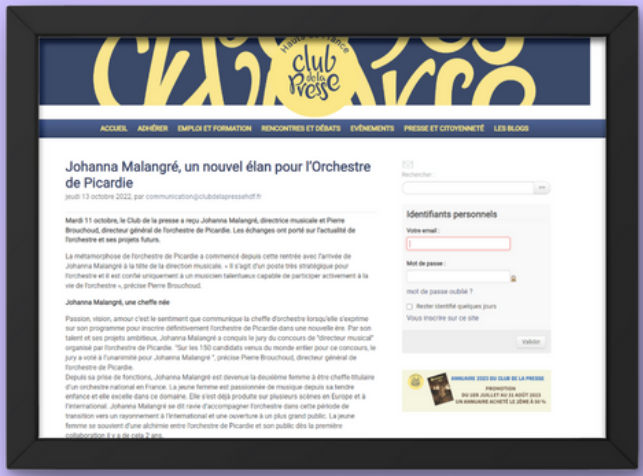 Hauts de France
club
de la
Presse
ACCUEIL ADHÉRER EMPLOI ET FORMATION RENCONTRES ET DÉBATS EVÈNEMENTS PRESSE ET CITOYENNETÉ LES BLOGS
Johanna Malangré, un nouvel élan pour l'Orchestre
de Picardie
jeudi 13 octobre 2022, par communication@clubdelapressehdf.fr
Mardi 11 octobre, le Club de la presse a reçu Johanna Malangré, directrice musicale et Pierre
Brouchoud, directeur général de l'orchestre de Picardie. Les échanges ont porté sur l'actualité de
l'orchestre et ses projets futurs.
La métamorphose de l'orchestre de Picardie a commencé depuis cette rentrée avec l'arrivée de
Johanna Malangré à la tête de la direction musicale. « Il s'agit d'un poste très stratégique pour
l'orchestre et il est confié uniquement à un musicien talentueux capable de participer activement à la
vie de l'orchestre », précise Pierre Brouchoud.
Johanna Malangré, une cheffe née
Passion, vision, amour c'est le sentiment que communique la cheffe d'orchestre lorsqu'elle s'exprime
sur son programme pour inscrire définitivement l'orchestre de Picardie dans une nouvelle ère. Par son
talent et ses projets ambitieux, Johanna Malangré a conquis le jury du concours de "directeur musical"
organisé par l'orchestre de Picardie. "Sur les 150 candidats venus du monde entier pour ce concours, le
jury a voté à l'unanimité pour Johanna Malangré ", précise Pierre Brouchoud, directeur général de
l'orchestre de Picardie.
Depuis sa prise de fonctions, Johanna Malangré est devenue la deuxième femme à être cheffe titulaire
d'un orchestre national en France. La jeune femme est passionnée de musique depuis sa tendre
enfance et elle excelle dans ce domaine. Elle s'est déjà produite sur plusieurs scènes en Europe et à
l'international. Johanna Malangré se dit ravie d'accompagner l'orchestre dans cette période de
transition vers un rayonnement à l'international et une ouverture à un plus grand public. La jeune
femme se souvient d'une alchimie entre l'orchestre de Picardie et son public dès la première
collaboration il y a de cela 2 ans.
Rechercher :
>>
Identifiants personnels
Votre email :
Mot de passe :
mot de passe oublié ?
Rester identifié quelques jours
Vous inscrire sur ce site
Valider
ANNUAIRE 2023 DU CLUB DE LA PRESSE
PROMOTION
DU 1ER JUILLET AU 31 AOÛT 2023
UN ANNUAIRE ACHETÉ LE 2ÈME À 50 %